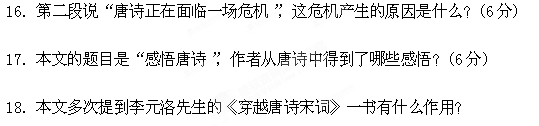 16. 第二段说“唐诗正在面临一场危机”，这危机产生的原因是什么?(6分)
17. 本文的题目是“感悟唐诗”，作者从唐诗中得到了哪些感悟?(6分)
18. 本文多次提到李元洛先生的《穿越唐诗宋词》一书有什么作用?